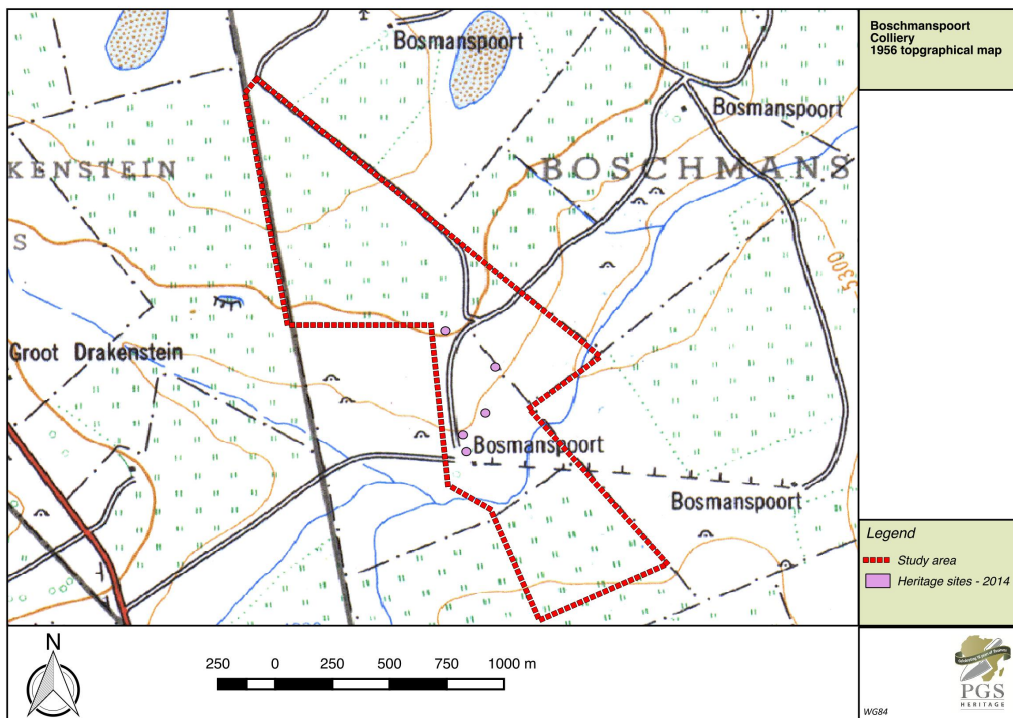 Boschmanspoort
Colliery
1956 topographical map
Bosmanspoort
Bosmanspoort
KENSTEIN
BOSCHMANS
S
5300
Groot Drakenstein
Bosmanspoort
Bosmanspoort
Legend
Study area
Heritage sites - 2014
N
250 0 250 500 750 1000 m
PGS
HERITAGE
WG84